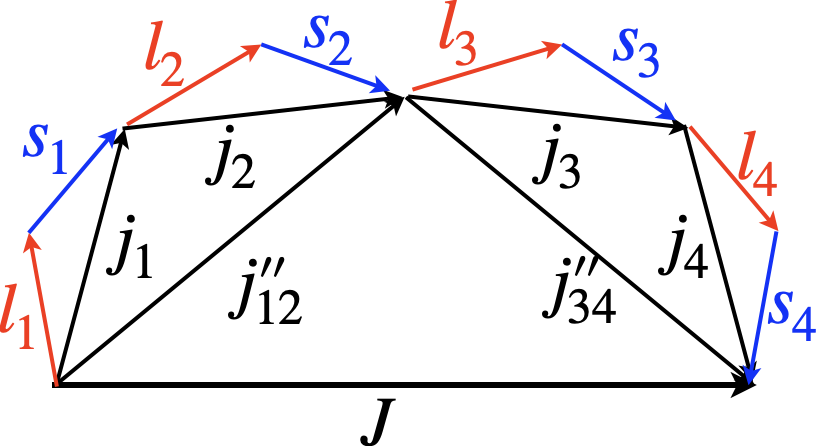 l₂ s₂ l₃ s₃
s₁ j₂ j₃ l₄
j₁ j″₁₂ j″₃₄ j₄
l₁ s₄
J